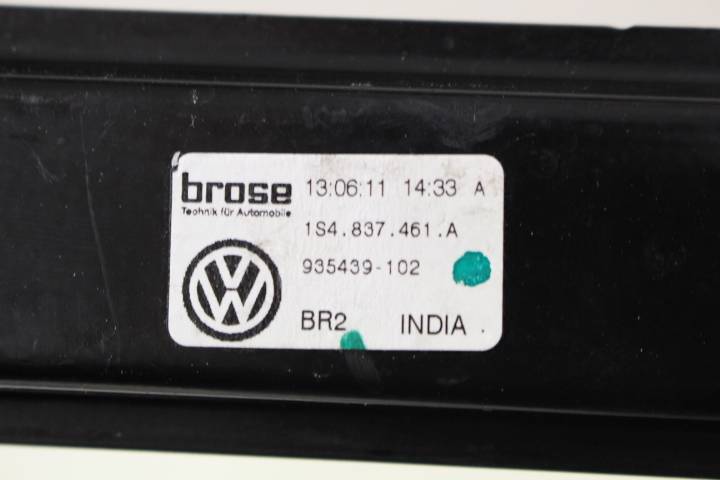 brose 13:06:11 14:33 A
Technik für Automobile
1S4.837.461.A
935439-102
BR2 INDIA .